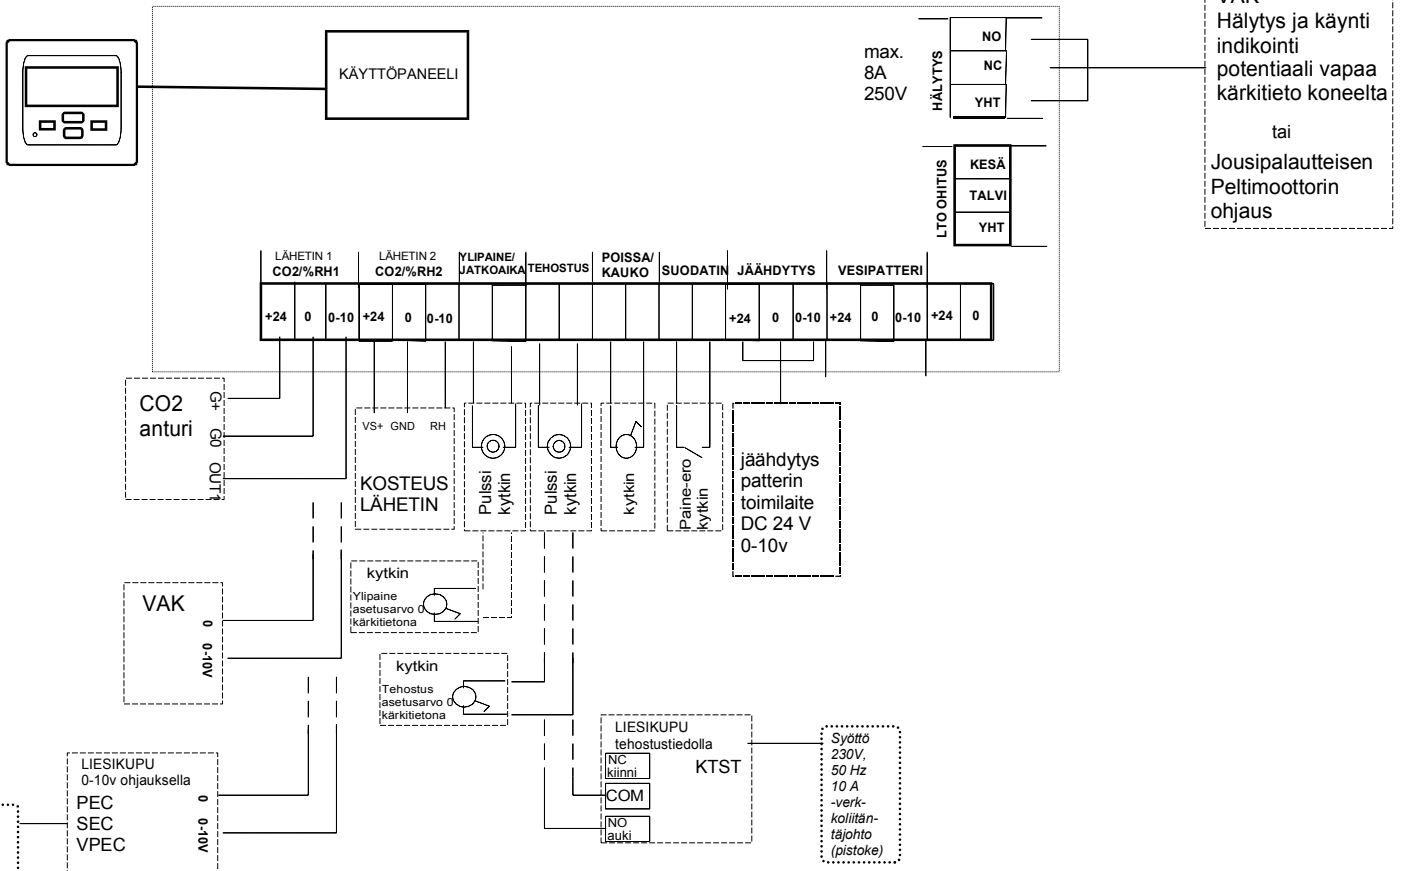 VAK
Hälytys ja käynti
indikointi
potentiaali vapaa
kärkitieto koneelta
tai
Jousipalautteisen
Peltimoottorin
ohjaus
KÄYTTÖPANEELI
max.
8A
250V
HÄLYTYS
NO
NC
YHT
LTO OHITUS
KESÄ
TALVI
YHT
LÄHETIN 1
CO2/%RH1
LÄHETIN 2
CO2/%RH2
YLIPAINE/
JATKOAIKA
TEHOSTUS
POISSA/
KAUKO
SUODATIN
JÄÄHDYTYS
VESIPATTERI
+24 0 0-10 +24 0 0-10 +24 0 0-10 +24 0 0-10 +24 0
CO2
anturi
G+
G0
OUT1
VS+ GND RH
KOSTEUS
LÄHETIN
Pulssi
kytkin
Pulssi
kytkin
kytkin
Paine-ero
kytkin
jäähdytys
patterin
toimilaite
DC 24 V
0-10v
VAK
0
0-10V
kytkin
Ylipaine
asetusarvo 0
kärkitietona
kytkin
Tehostus
asetusarvo 0
kärkitietona
LIESIKUPU
0-10v ohjauksella
PEC
SEC
VPEC
0
0-10V
LIESIKUPU
tehostustiedolla
KTST
NC
kiinni
COM
NO
auki
Syöttö
230V,
50 Hz
10 A
-verk-
koliitän-
täjohto
(pistoke)